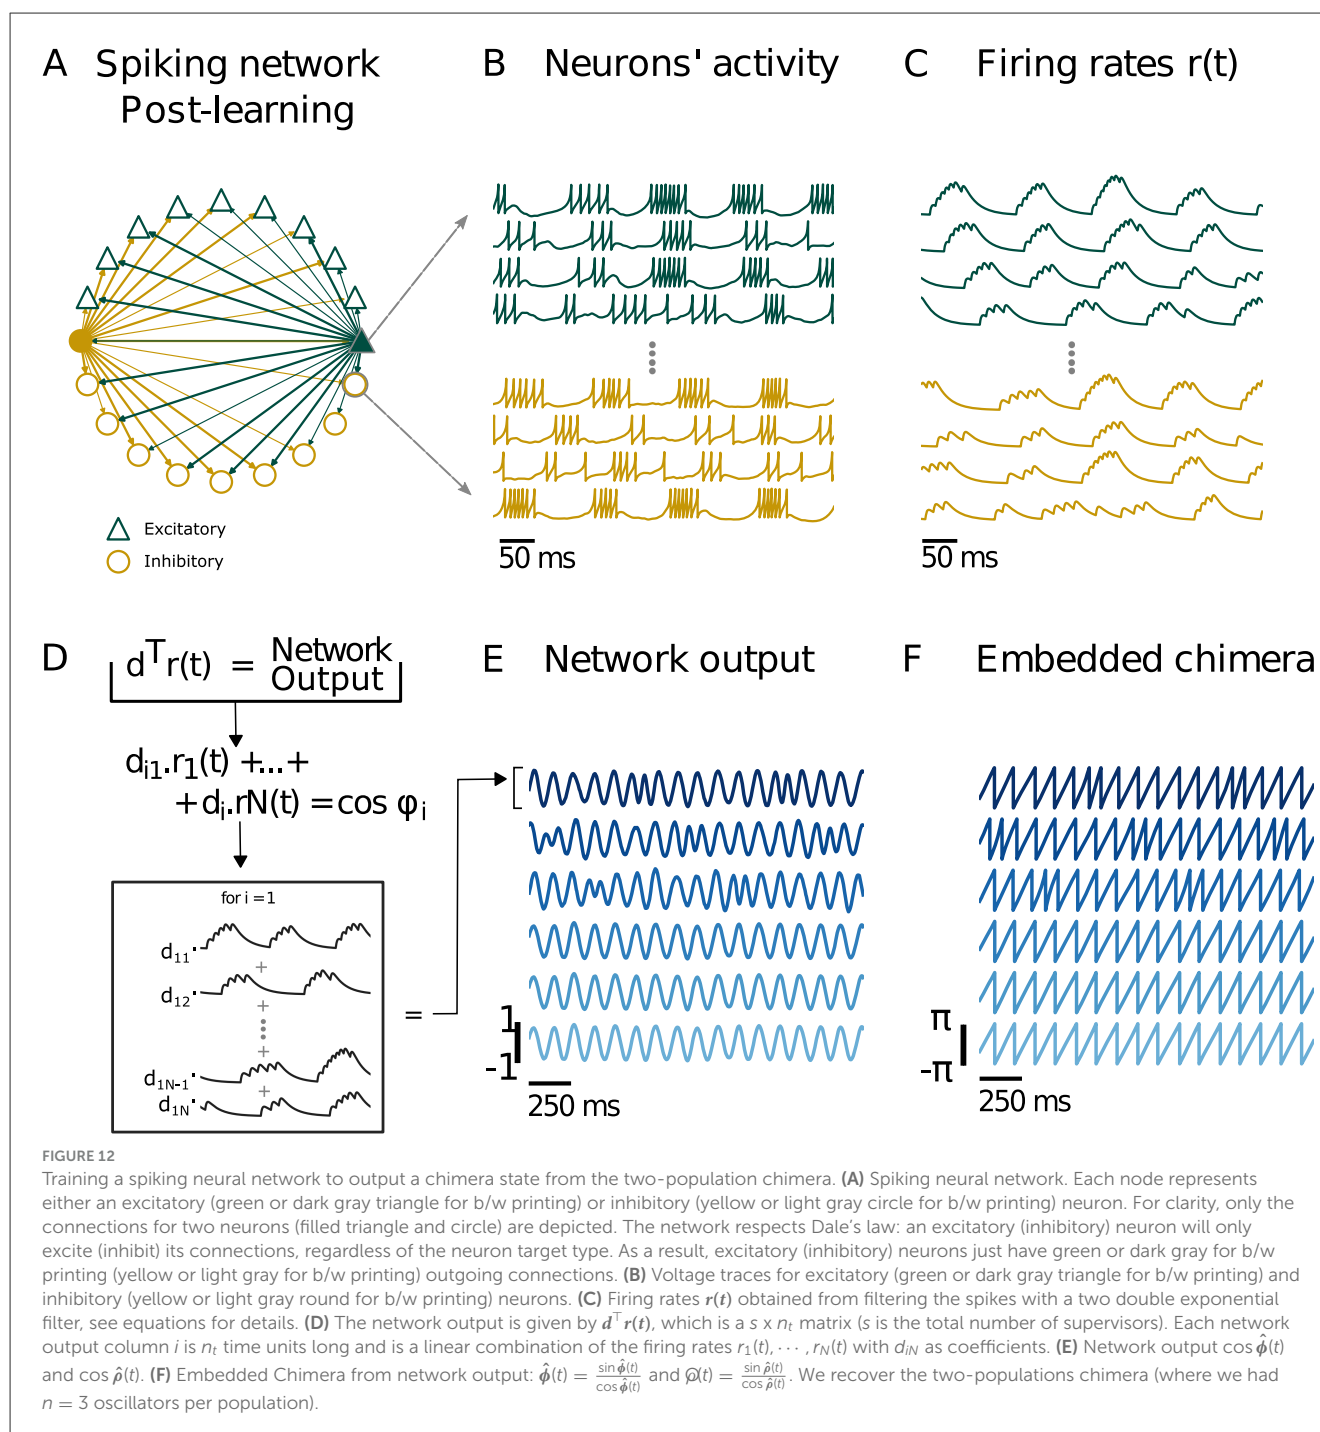 A Spiking network
Post-learning
B Neurons' activity
C Firing rates r(t)
Excitatory
Inhibitory
50 ms
50 ms
D
dᵀr(t) = Network
Output
dᵢ₁.r₁(t) +...+
+dᵢ.rN(t) = cos φᵢ
for i = 1
d₁₁·
+
d₁₂·
+
+
d₁N-₁·
+
d₁N·
=
E Network output
1
-1
250 ms
F Embedded chimera
π
-π
250 ms
FIGURE 12
Training a spiking neural network to output a chimera state from the two-population chimera. (A) Spiking neural network. Each node represents
either an excitatory (green or dark gray triangle for b/w printing) or inhibitory (yellow or light gray circle for b/w printing) neuron. For clarity, only the
connections for two neurons (filled triangle and circle) are depicted. The network respects Dale's law: an excitatory (inhibitory) neuron will only
excite (inhibit) its connections, regardless of the neuron target type. As a result, excitatory (inhibitory) neurons just have green or dark gray for b/w
printing (yellow or light gray for b/w printing) outgoing connections. (B) Voltage traces for excitatory (green or dark gray triangle for b/w printing) and
inhibitory (yellow or light gray round for b/w printing) neurons. (C) Firing rates r(t) obtained from filtering the spikes with a two double exponential
filter, see equations for details. (D) The network output is given by d⊤r(t), which is a s x nₜ matrix (s is the total number of supervisors). Each network
output column i is nₜ time units long and is a linear combination of the firing rates r₁(t), ··· , r_N(t) with d_iN as coefficients. (E) Network output cos ϕ̂(t)
and cos ρ̂(t). (F) Embedded Chimera from network output: ϕ̂(t) = sin ϕ̂(t)/cos ϕ̂(t) and ρ̂(t) = sin ρ̂(t)/cos ρ̂(t). We recover the two-populations chimera (where we had
n = 3 oscillators per population).